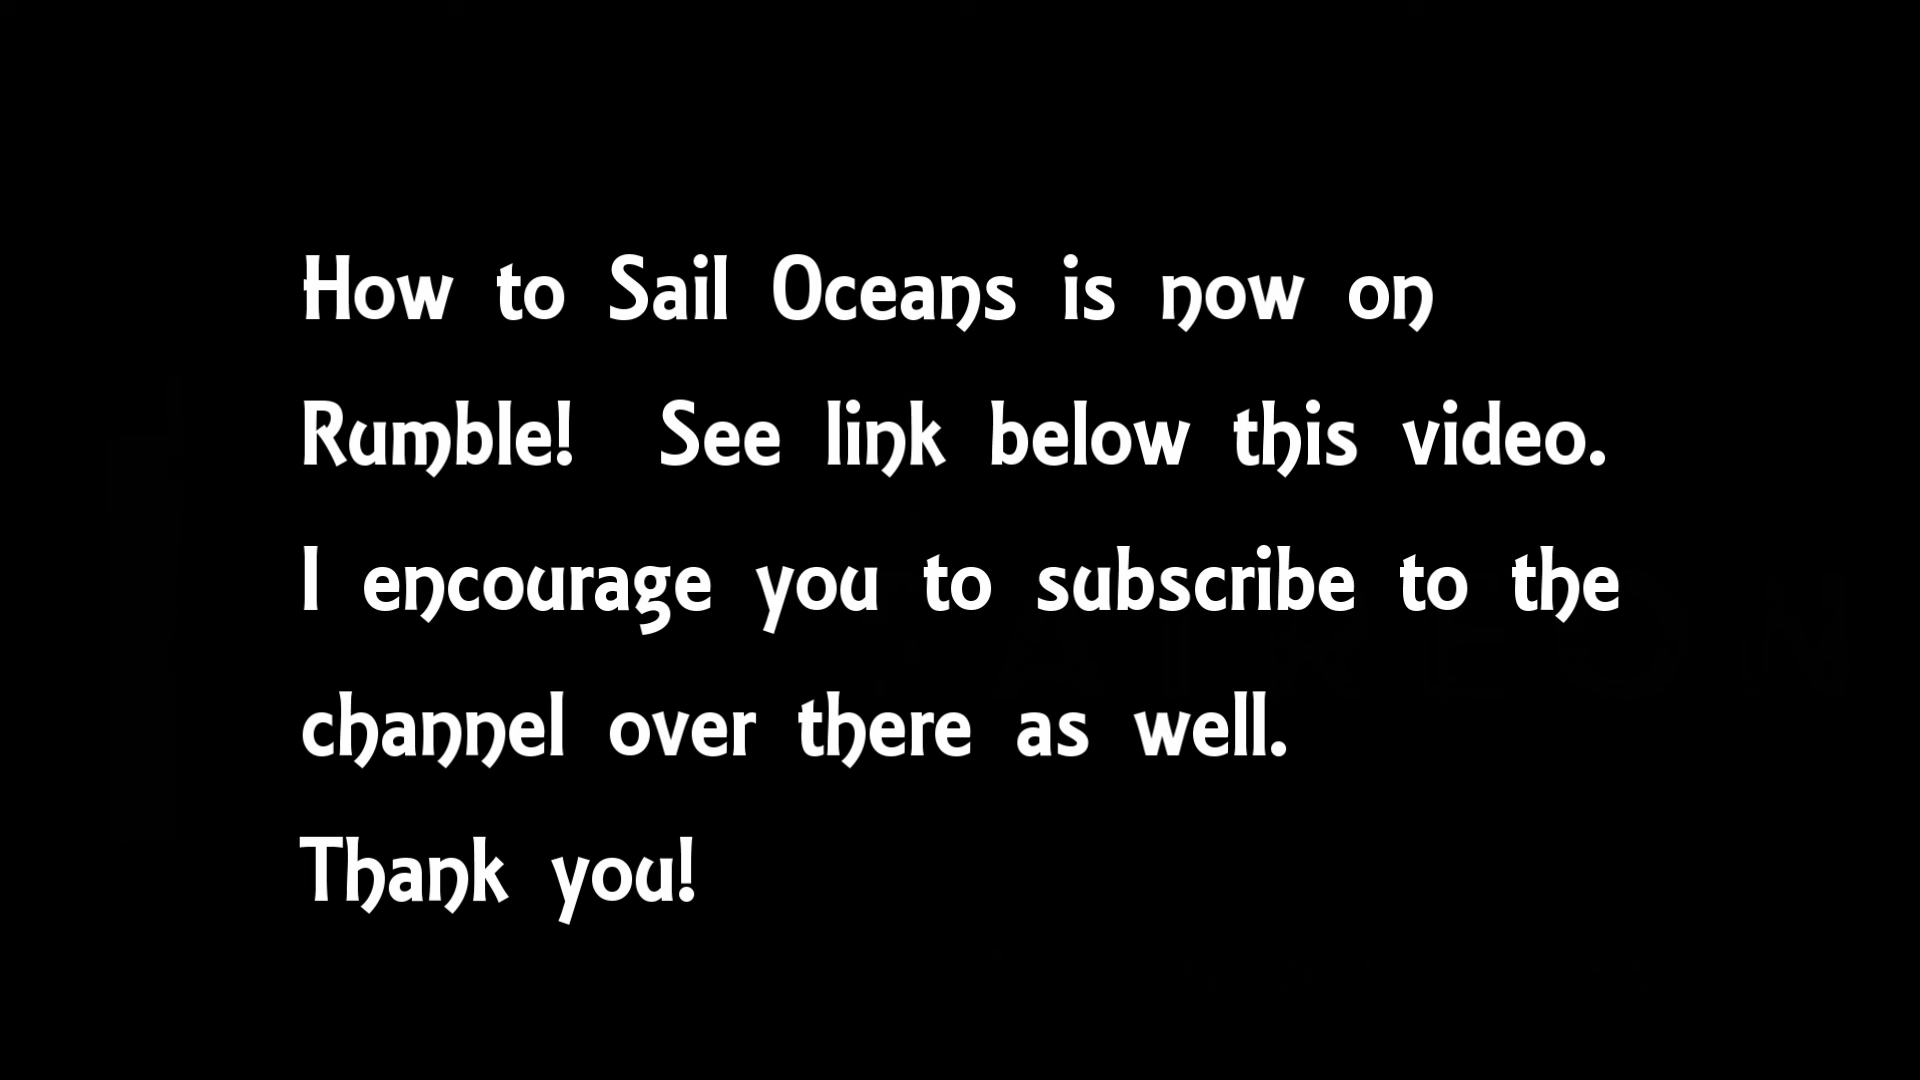 How to Sail Oceans is now on
Rumble!  See link below this video.
I encourage you to subscribe to the
channel over there as well.
Thank you!